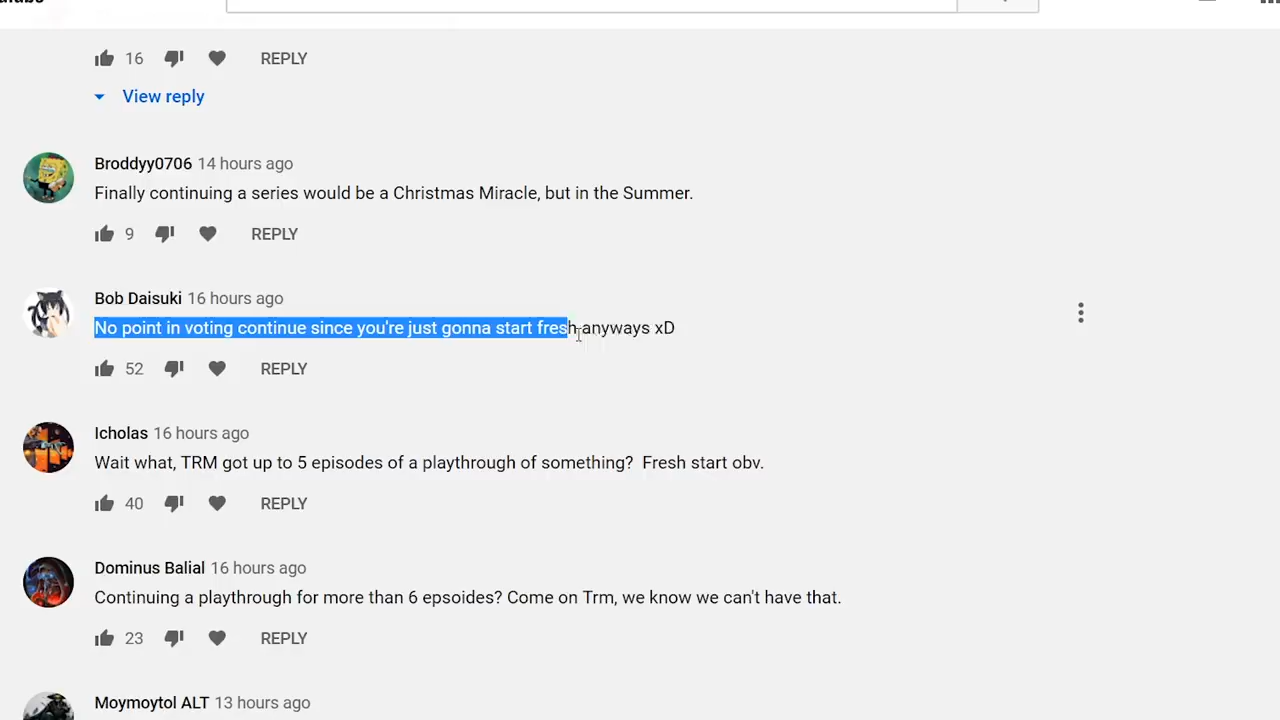 16 REPLY
View reply
Broddyy0706 14 hours ago
Finally continuing a series would be a Christmas Miracle, but in the Summer.
9 REPLY
Bob Daisuki 16 hours ago
No point in voting continue since you're just gonna start fresh anyways xD
52 REPLY
Icholas 16 hours ago
Wait what, TRM got up to 5 episodes of a playthrough of something?  Fresh start obv.
40 REPLY
Dominus Balial 16 hours ago
Continuing a playthrough for more than 6 epsoides? Come on Trm, we know we can't have that.
23 REPLY
Moymoytol ALT 13 hours ago